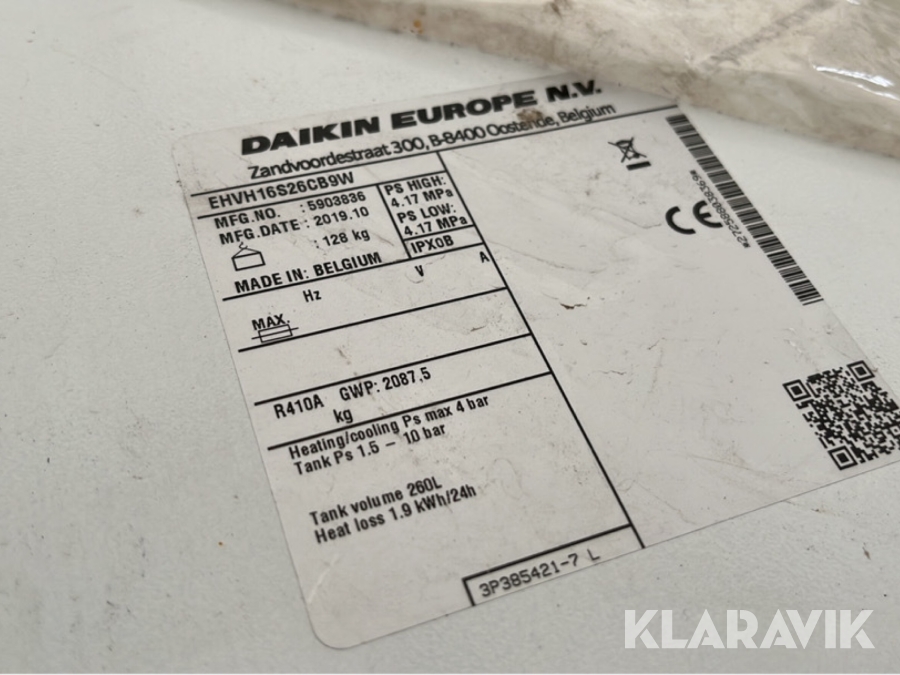 DAIKIN EUROPE N.V.
Zandvoordestraat 300, B-8400 Oostende, Belgium
EHVH16S26CB9W
MFG.NO. : 5903836
MFG.DATE : 2019.10
: 128 kg
MADE IN: BELGIUM
PS HIGH:
4.17 MPa
PS LOW:
4.17 MPa
IPX0B
Hz V A
MAX.
R410A GWP: 2087,5
kg
Heating/cooling Ps max 4 bar
Tank Ps 1.5 – 10 bar
Tank volume 260L
Heat loss 1.9 kWh/24h
3P385421-7 L
CE
KLARAVIK